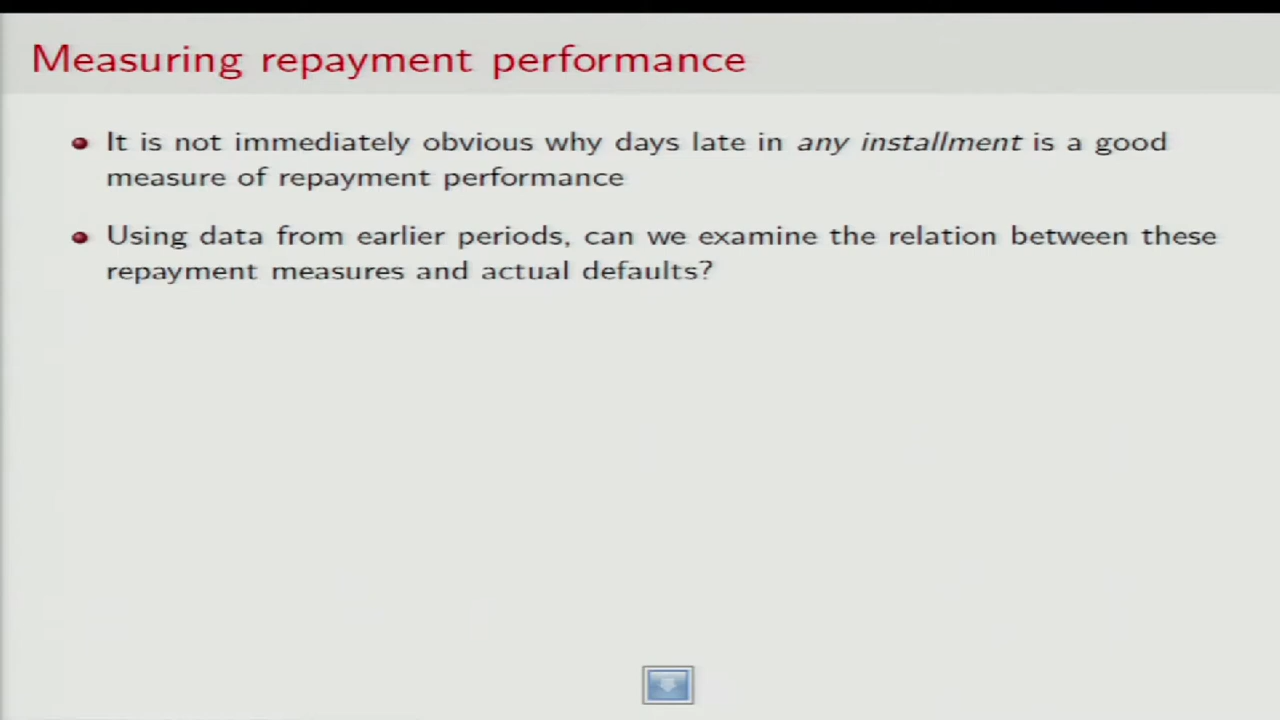 Measuring repayment performance
It is not immediately obvious why days late in any installment is a good
measure of repayment performance
Using data from earlier periods, can we examine the relation between these
repayment measures and actual defaults?